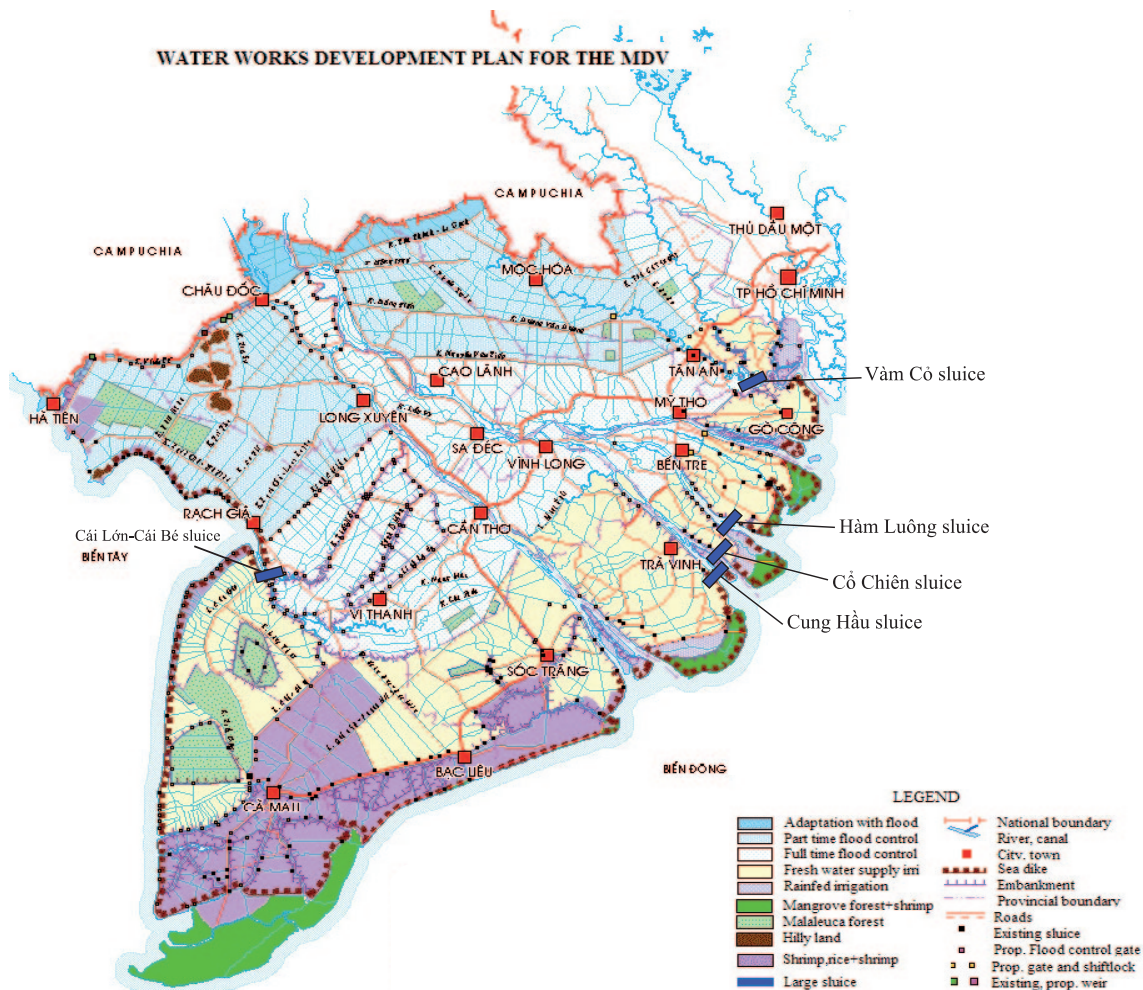 WATER WORKS DEVELOPMENT PLAN FOR THE MDV
CAMPUCHIA
CAMPUCHIA
THỦ DẦU MỘT
MỘC HÓA
TP HỒ CHÍ MINH
CHÂU ĐỐC
K. Dương Văn Dương
K. Nguyễn Văn Tiếp
TÂN AN
CAO LÃNH
Vàm Cỏ sluice
HÀ TIÊN
LONG XUYÊN
MỸ THO
GÒ CÔNG
SA ĐÉC
VĨNH LONG
BẾN TRE
RẠCH GIÁ
CẦN THƠ
Hàm Luông sluice
Cái Lớn-Cái Bé sluice
BIỂN TÂY
TRÀ VINH
Cổ Chiên sluice
VỊ THANH
Cung Hầu sluice
SÓC TRĂNG
BẠC LIÊU
BIỂN ĐÔNG
CÀ MAU
LEGEND
Adaptation with flood
Part time flood control
Full time flood control
Fresh water supply irri
Rainfed irrigation
Mangrove forest+shrimp
Malaleuca forest
Hilly land
Shrimp,rice+shrimp
Large sluice
National boundary
River, canal
City, town
Sea dike
Embankment
Provincial boundary
Roads
Existing sluice
Prop. Flood control gate
Prop. gate and shiftlock
Existing, prop. weir